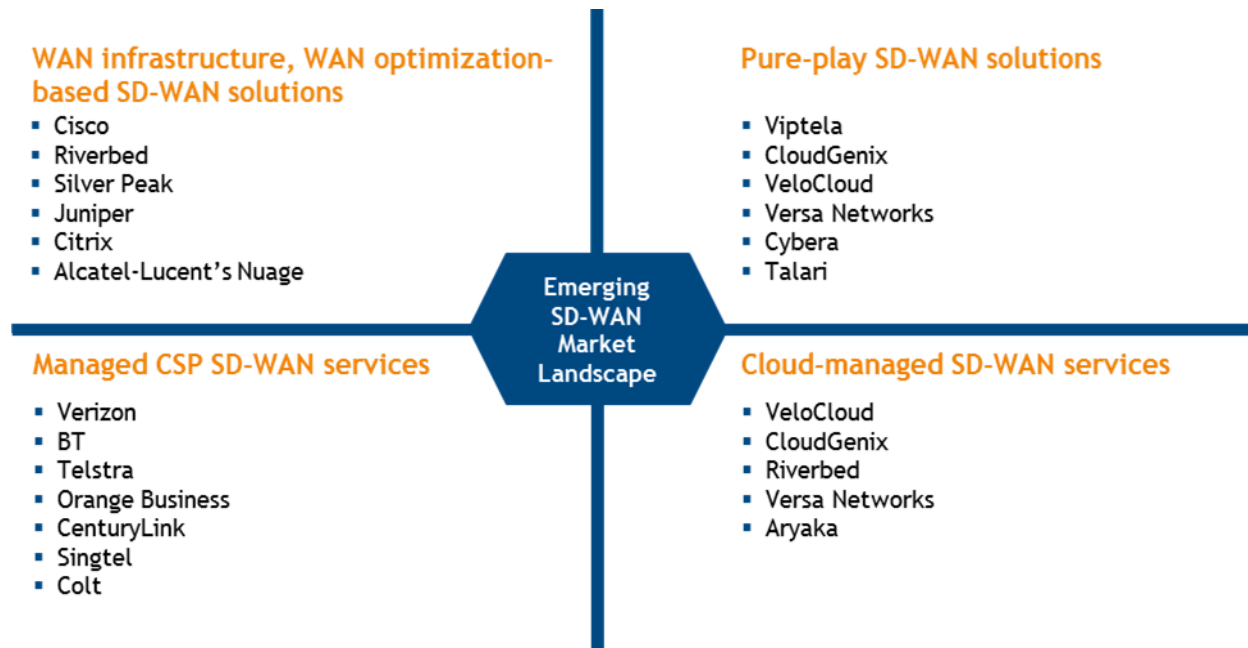 WAN infrastructure, WAN optimization-
based SD-WAN solutions
▪ Cisco
▪ Riverbed
▪ Silver Peak
▪ Juniper
▪ Citrix
▪ Alcatel-Lucent’s Nuage
Pure-play SD-WAN solutions
▪ Viptela
▪ CloudGenix
▪ VeloCloud
▪ Versa Networks
▪ Cybera
▪ Talari
Emerging
SD-WAN
Market
Landscape
Managed CSP SD-WAN services
▪ Verizon
▪ BT
▪ Telstra
▪ Orange Business
▪ CenturyLink
▪ Singtel
▪ Colt
Cloud-managed SD-WAN services
▪ VeloCloud
▪ CloudGenix
▪ Riverbed
▪ Versa Networks
▪ Aryaka